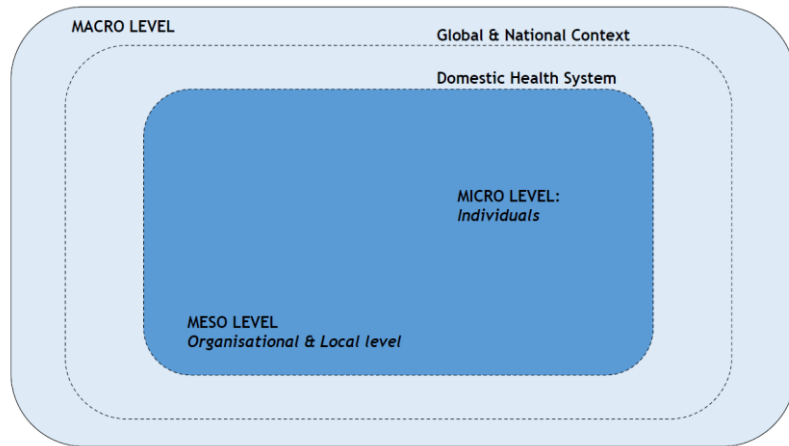 MACRO LEVEL
Global & National Context
Domestic Health System
MICRO LEVEL:
Individuals
MESO LEVEL
Organisational & Local level